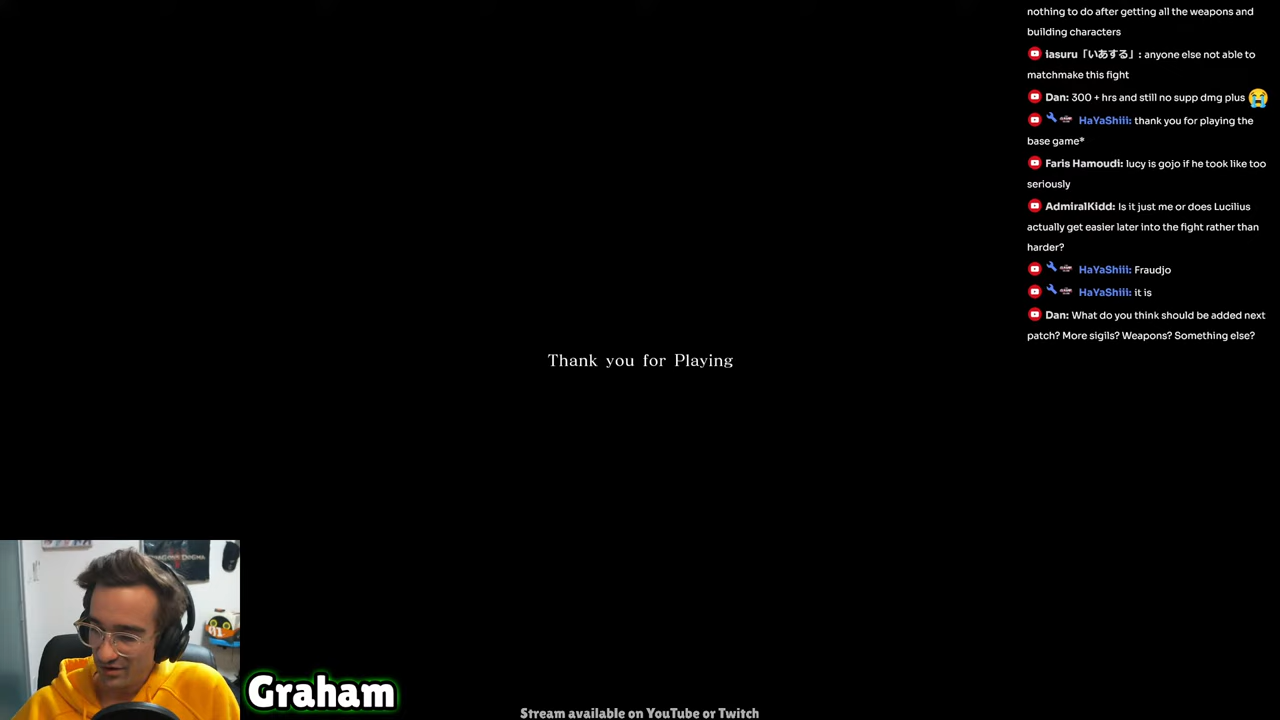 nothing to do after getting all the weapons and
building characters
iasuru「いあする」: anyone else not able to
matchmake this fight
Dan: 300 + hrs and still no supp dmg plus
HaYaShiii: thank you for playing the
base game*
Faris Hamoudi: lucy is gojo if he took like too
seriously
AdmiralKidd: Is it just me or does Lucilius
actually get easier later into the fight rather than
harder?
HaYaShiii: Fraudjo
HaYaShiii: it is
Dan: What do you think should be added next
patch? More sigils? Weapons? Something else?
Thank you for Playing
Graham
Stream available on YouTube or Twitch